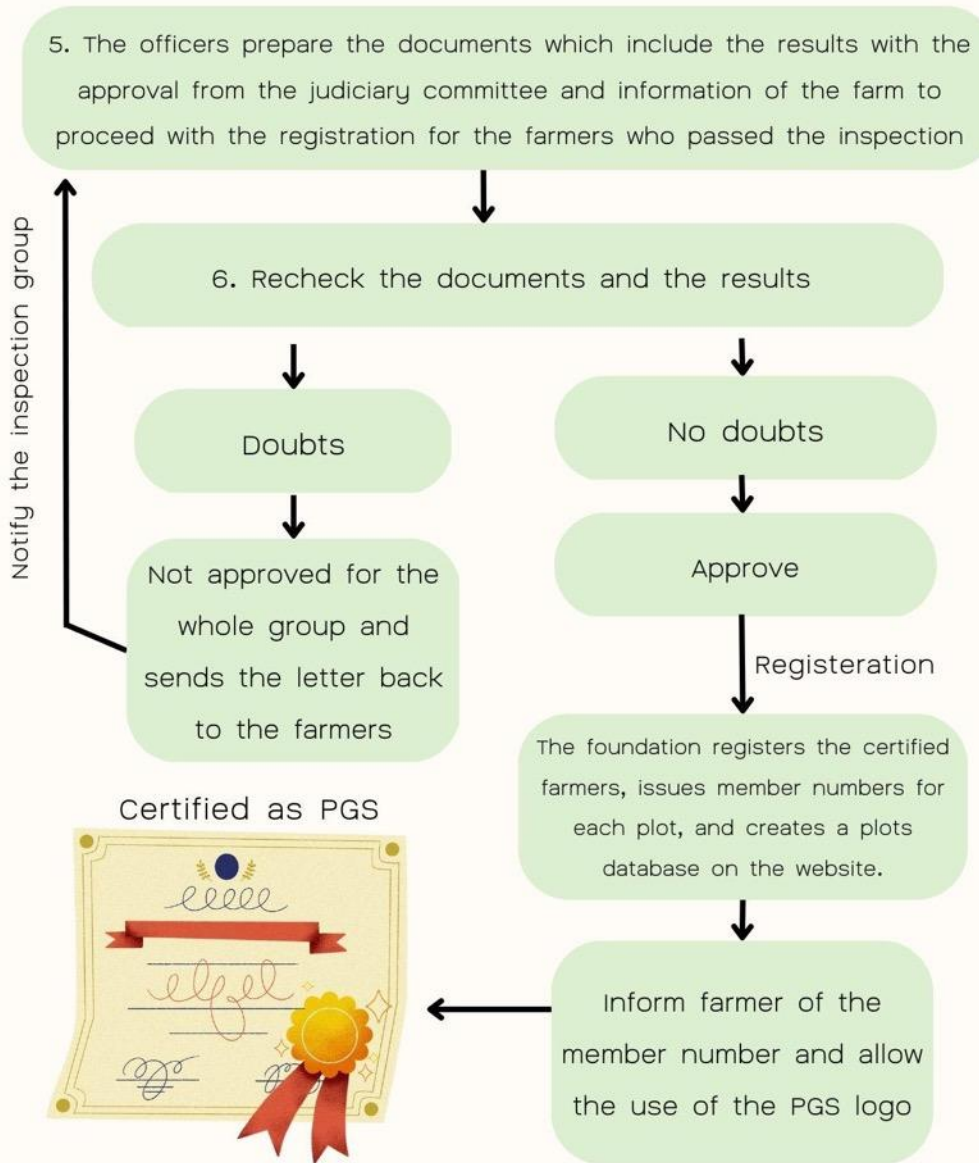 5. The officers prepare the documents which include the results with the
approval from the judiciary committee and information of the farm to
proceed with the registration for the farmers who passed the inspection
Notify the inspection group
6. Recheck the documents and the results
Doubts
No doubts
Not approved for the
whole group and
sends the letter back
to the farmers
Approve
Registeration
The foundation registers the certified
farmers, issues member numbers for
each plot, and creates a plots
database on the website.
Inform farmer of the
member number and allow
the use of the PGS logo
Certified as PGS